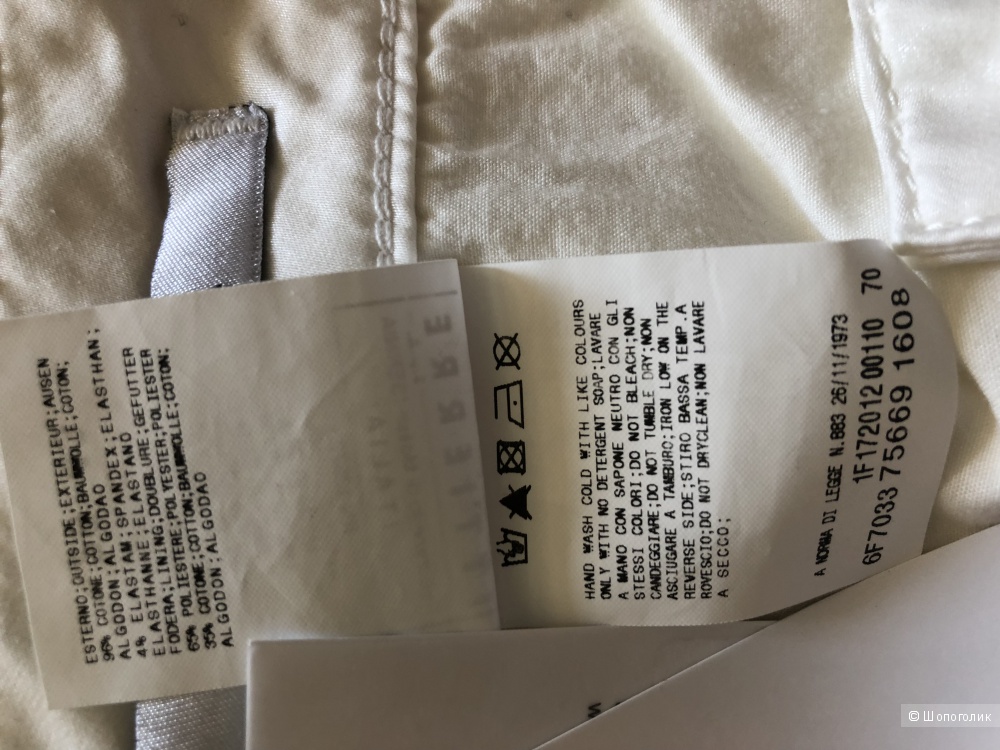 ESTERNO;OUTSIDE;EXTERIEUR;AUSEN
96% COTONE;COTTON;BAUMWOLLE;COTON;
ALGODON;ALGODAO
4% ELASTAM;SPANDEX;ELASTHAN;
ELASTHANNE;ELASTANO
FODERA;LINING;DOUBLURE;GEFUTTER
65% POLIESTERE;POLYESTER;POLIESTER
35% COTONE;COTTON;BAUMWOLLE;COTON;
ALGODON;ALGODAO
HAND WASH COLD WITH LIKE COLOURS
ONLY WITH NO DETERGENT SOAP;LAVARE
A MANO CON SAPONE NEUTRO CON GLI
STESSI COLORI;DO NOT BLEACH;NON
CANDEGGIARE;DO NOT TUMBLE DRY;NON
ASCIUGARE A TAMBURO;IRON LOW ON THE
REVERSE SIDE;STIRO BASSA TEMP.A
ROVESCIO;DO NOT DRYCLEAN;NON LAVARE
A SECCO;
A NORMA DI LEGGE N.883 26/11/1973
1F172012 00110 70
6F7033 75669 1608
© Шопоголик